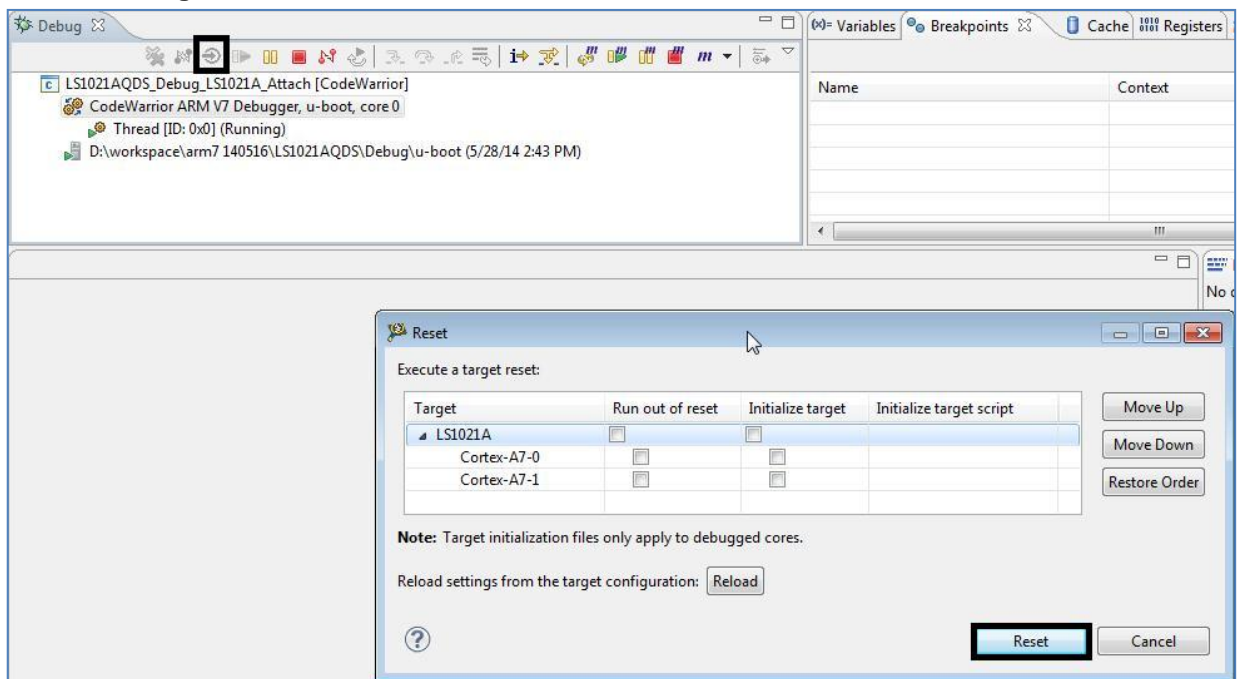 Debug
(x)= Variables Breakpoints Cache 1010 0101 Registers
i m
LS1021AQDS_Debug_LS1021A_Attach [CodeWarrior]
CodeWarrior ARM V7 Debugger, u-boot, core 0
Thread [ID: 0x0] (Running)
D:\workspace\arm7 140516\LS1021AQDS\Debug\u-boot (5/28/14 2:43 PM)
Name Context
No
Reset
Execute a target reset:
Target Run out of reset Initialize target Initialize target script
LS1021A
Cortex-A7-0
Cortex-A7-1
Move Up
Move Down
Restore Order
Note: Target initialization files only apply to debugged cores.
Reload settings from the target configuration: Reload
?
Reset Cancel